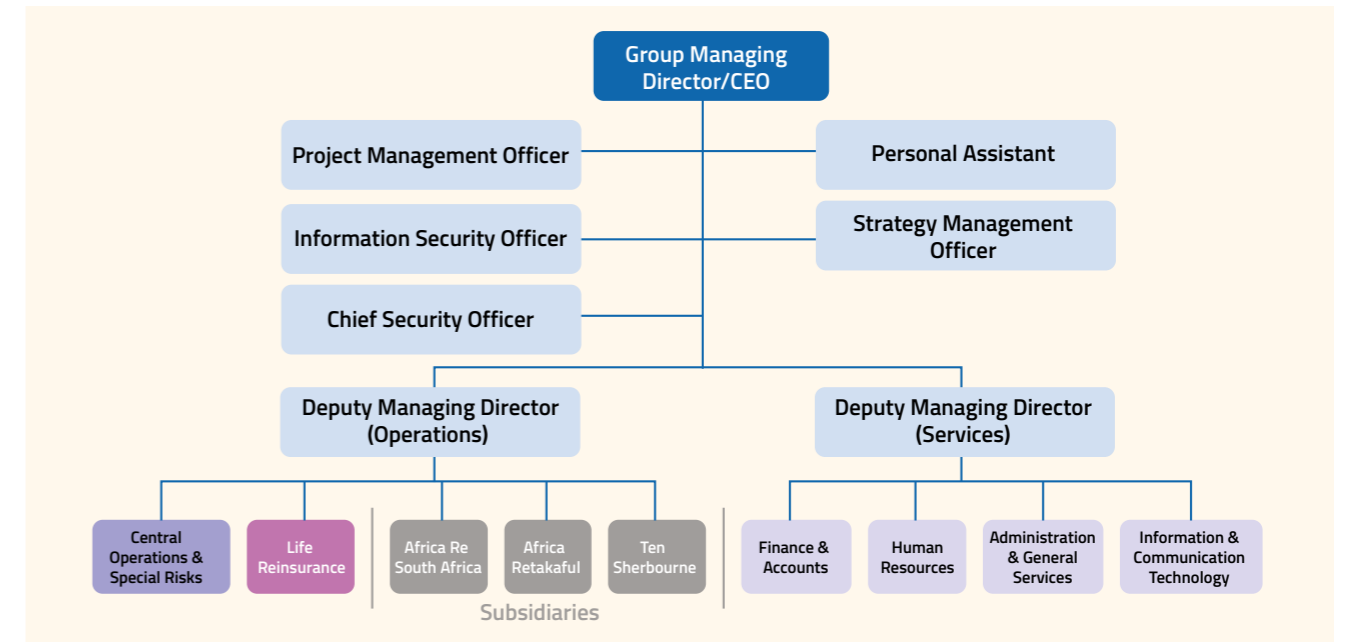 Group Managing
Director/CEO
Project Management Officer
Personal Assistant
Information Security Officer
Strategy Management
Officer
Chief Security Officer
Deputy Managing Director
(Operations)
Deputy Managing Director
(Services)
Central
Operations &
Special Risks
Life
Reinsurance
Africa Re
South Africa
Africa
Retakaful
Ten
Sherbourne
Finance &
Accounts
Human
Resources
Administration
& General
Services
Information &
Communication
Technology
Subsidiaries